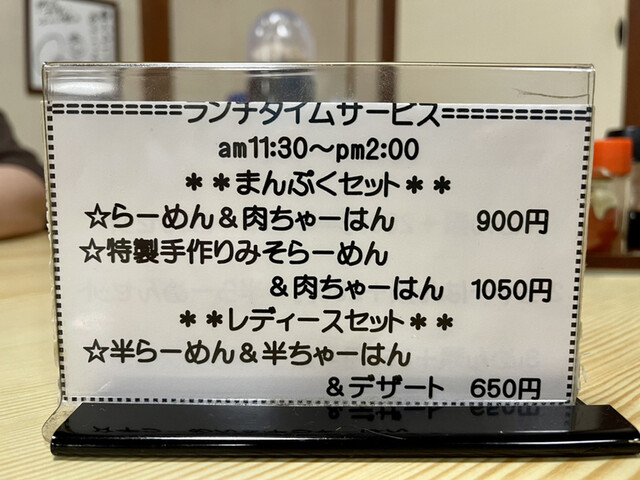 =========ランチタイムサービス==========
am11:30～pm2:00
＊＊まんぷくセット＊＊
☆らーめん＆肉ちゃーはん 900円
☆特製手作りみそらーめん
＆肉ちゃーはん 1050円
＊＊レディースセット＊＊
☆半らーめん＆半ちゃーはん
＆デザート 650円